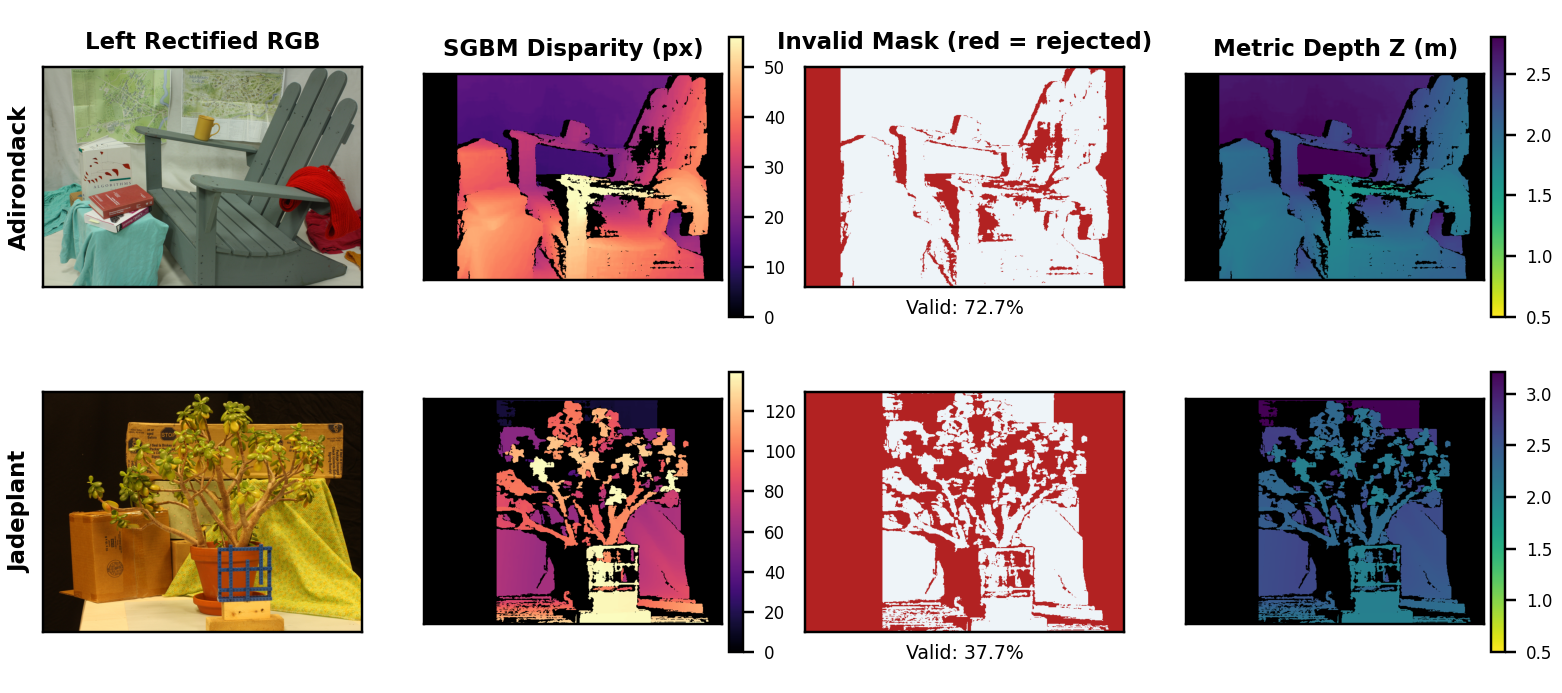 Left Rectified RGB
SGBM Disparity (px)
Invalid Mask (red = rejected)
Metric Depth Z (m)
Adirondack
ALGORITHMS
50
40
30
20
10
0
Valid: 72.7%
2.5
2.0
1.5
1.0
0.5
Jadeplant
120
100
80
60
40
20
0
Valid: 37.7%
3.0
2.5
2.0
1.5
1.0
0.5